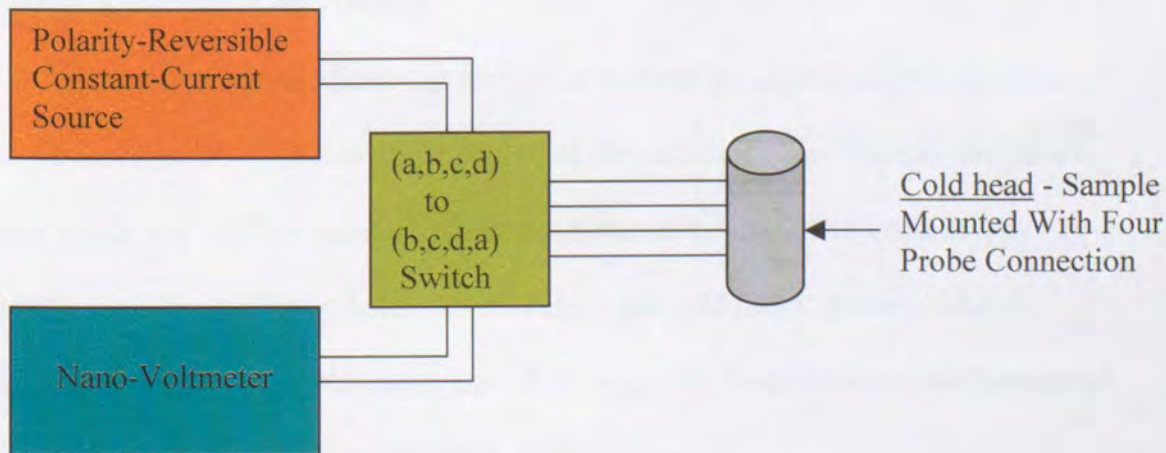 Polarity-Reversible
Constant-Current
Source
(a,b,c,d)
to
(b,c,d,a)
Switch
Cold head - Sample
Mounted With Four
Probe Connection
Nano-Voltmeter